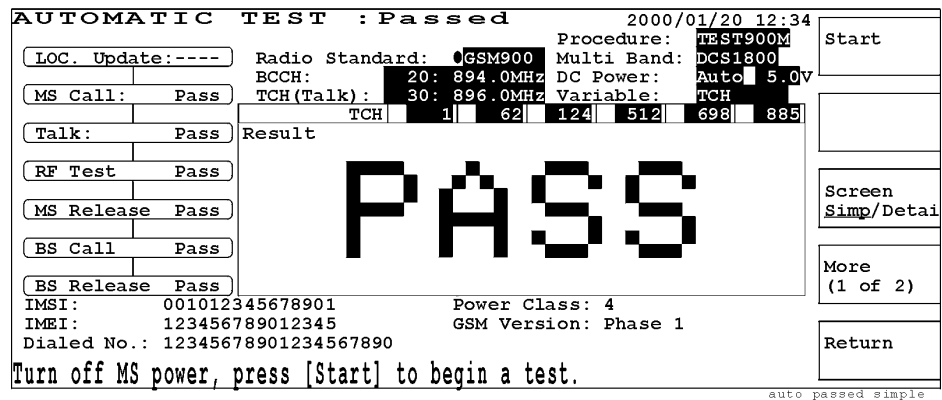 AUTOMATIC TEST :Passed 2000/01/20 12:34
Procedure: TEST900M
LOC. Update:---- Radio Standard: GSM900 Multi Band: DCS1800
BCCH: 20: 894.0MHz DC Power: Auto 5.0V
MS Call: Pass TCH(Talk): 30: 896.0MHz Variable: TCH
TCH 1 62 124 512 698 885
Talk: Pass Result
RF Test Pass
PASS
MS Release Pass
BS Call Pass
BS Release Pass
IMSI: 001012345678901 Power Class: 4
IMEI: 123456789012345 GSM Version: Phase 1
Dialed No.: 12345678901234567890
Turn off MS power, press [Start] to begin a test.
Start
Screen
Simp/Detai
More
(1 of 2)
Return
auto passed simple